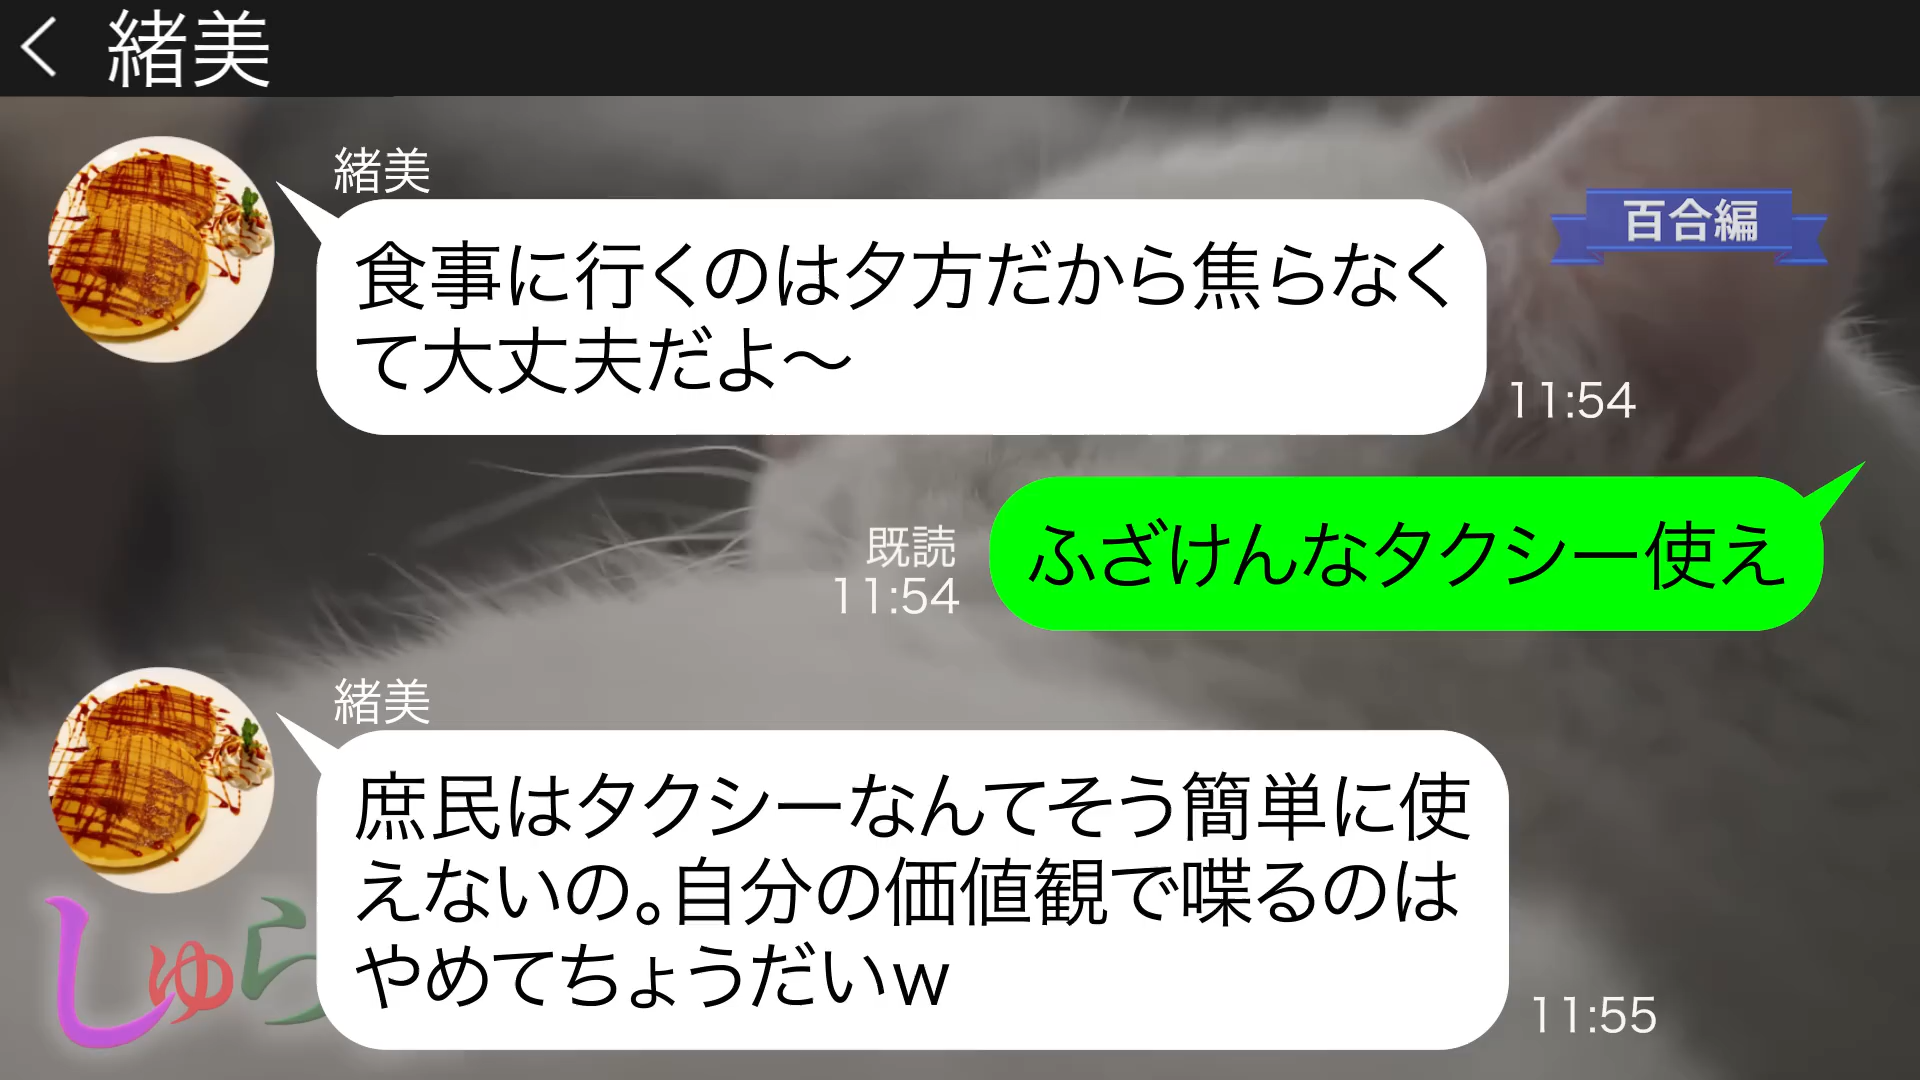 緒美
緒美
百合編
食事に行くのは夕方だから焦らなく
て大丈夫だよ〜
11:54
ふざけんなタクシー使え
既読
11:54
緒美
庶民はタクシーなんてそう簡単に使
えないの。自分の価値観で喋るのは
やめてちょうだいw
11:55
しゅら